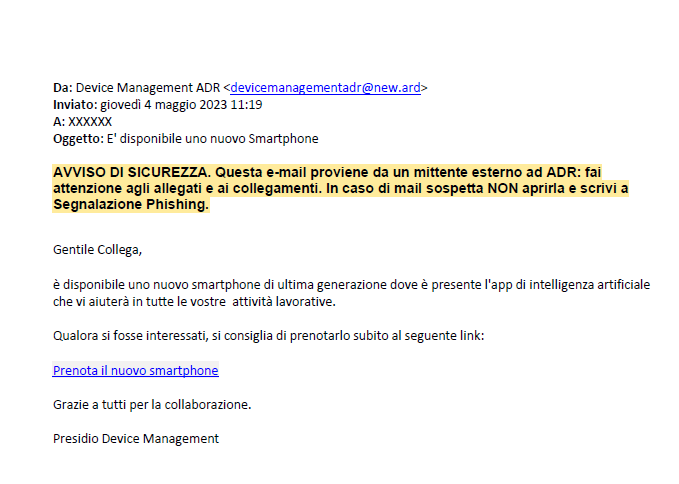 Da: Device Management ADR <devicemanagementadr@new.ard>
Inviato: giovedì 4 maggio 2023 11:19
A: XXXXXX
Oggetto: E' disponibile uno nuovo Smartphone
AVVISO DI SICUREZZA. Questa e-mail proviene da un mittente esterno ad ADR: fai
attenzione agli allegati e ai collegamenti. In caso di mail sospetta NON aprirla e scrivi a
Segnalazione Phishing.
Gentile Collega,
è disponibile uno nuovo smartphone di ultima generazione dove è presente l'app di intelligenza artificiale
che vi aiuterà in tutte le vostre  attività lavorative.
Qualora si fosse interessati, si consiglia di prenotarlo subito al seguente link:
Prenota il nuovo smartphone
Grazie a tutti per la collaborazione.
Presidio Device Management